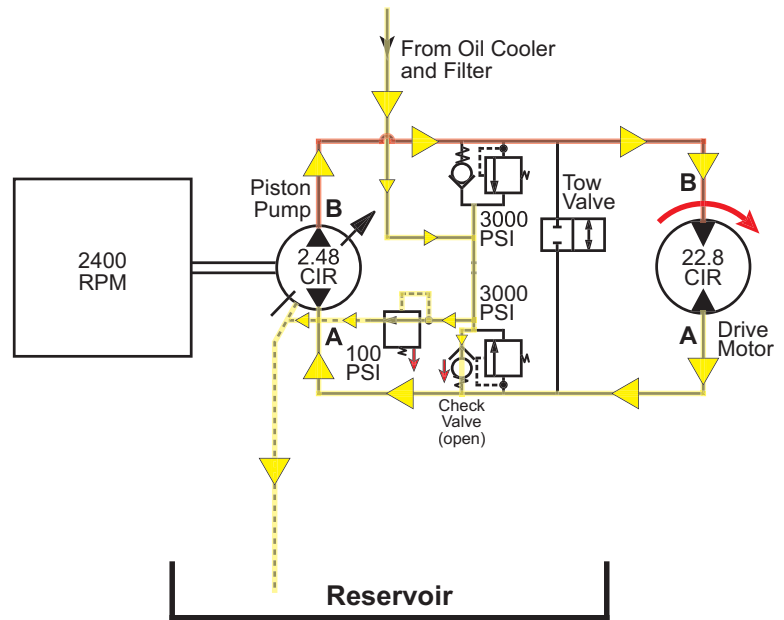 From Oil Cooler
and Filter
Piston
Pump
B
2400
RPM
2.48
CIR
A
3000
PSI
3000
PSI
100
PSI
Tow
Valve
B
22.8
CIR
A
Drive
Motor
Check
Valve
(open)
Reservoir